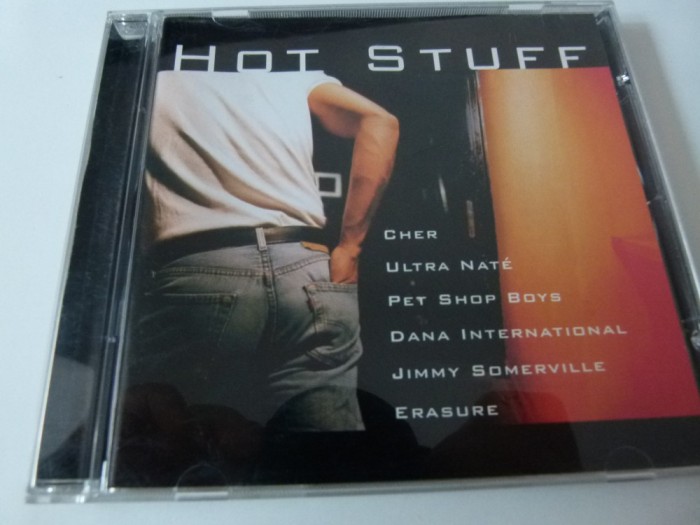 HOT STUFF
CHER
ULTRA NATÉ
PET SHOP BOYS
DANA INTERNATIONAL
JIMMY SOMERVILLE
ERASURE